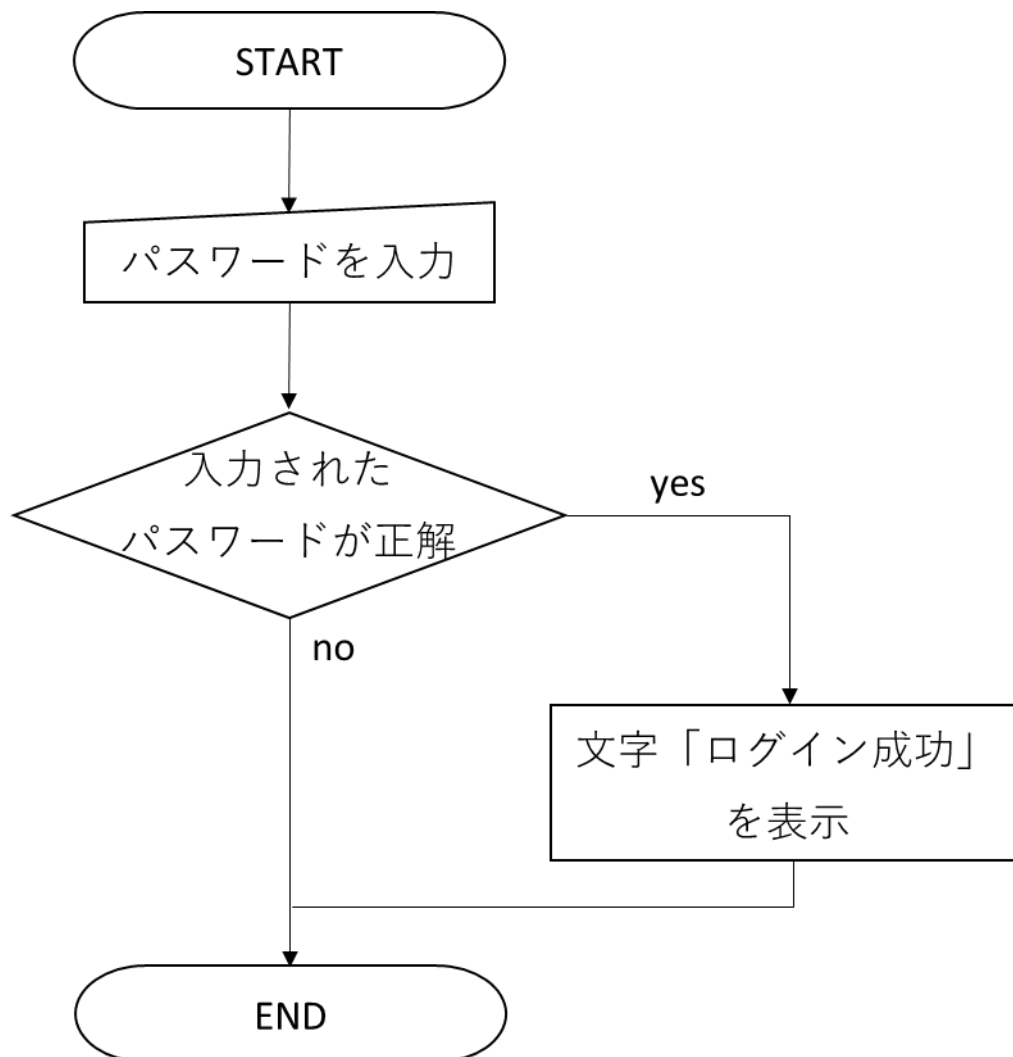 START
パスワードを入力
入力された
パスワードが正解
yes
no
文字「ログイン成功」
を表示
END